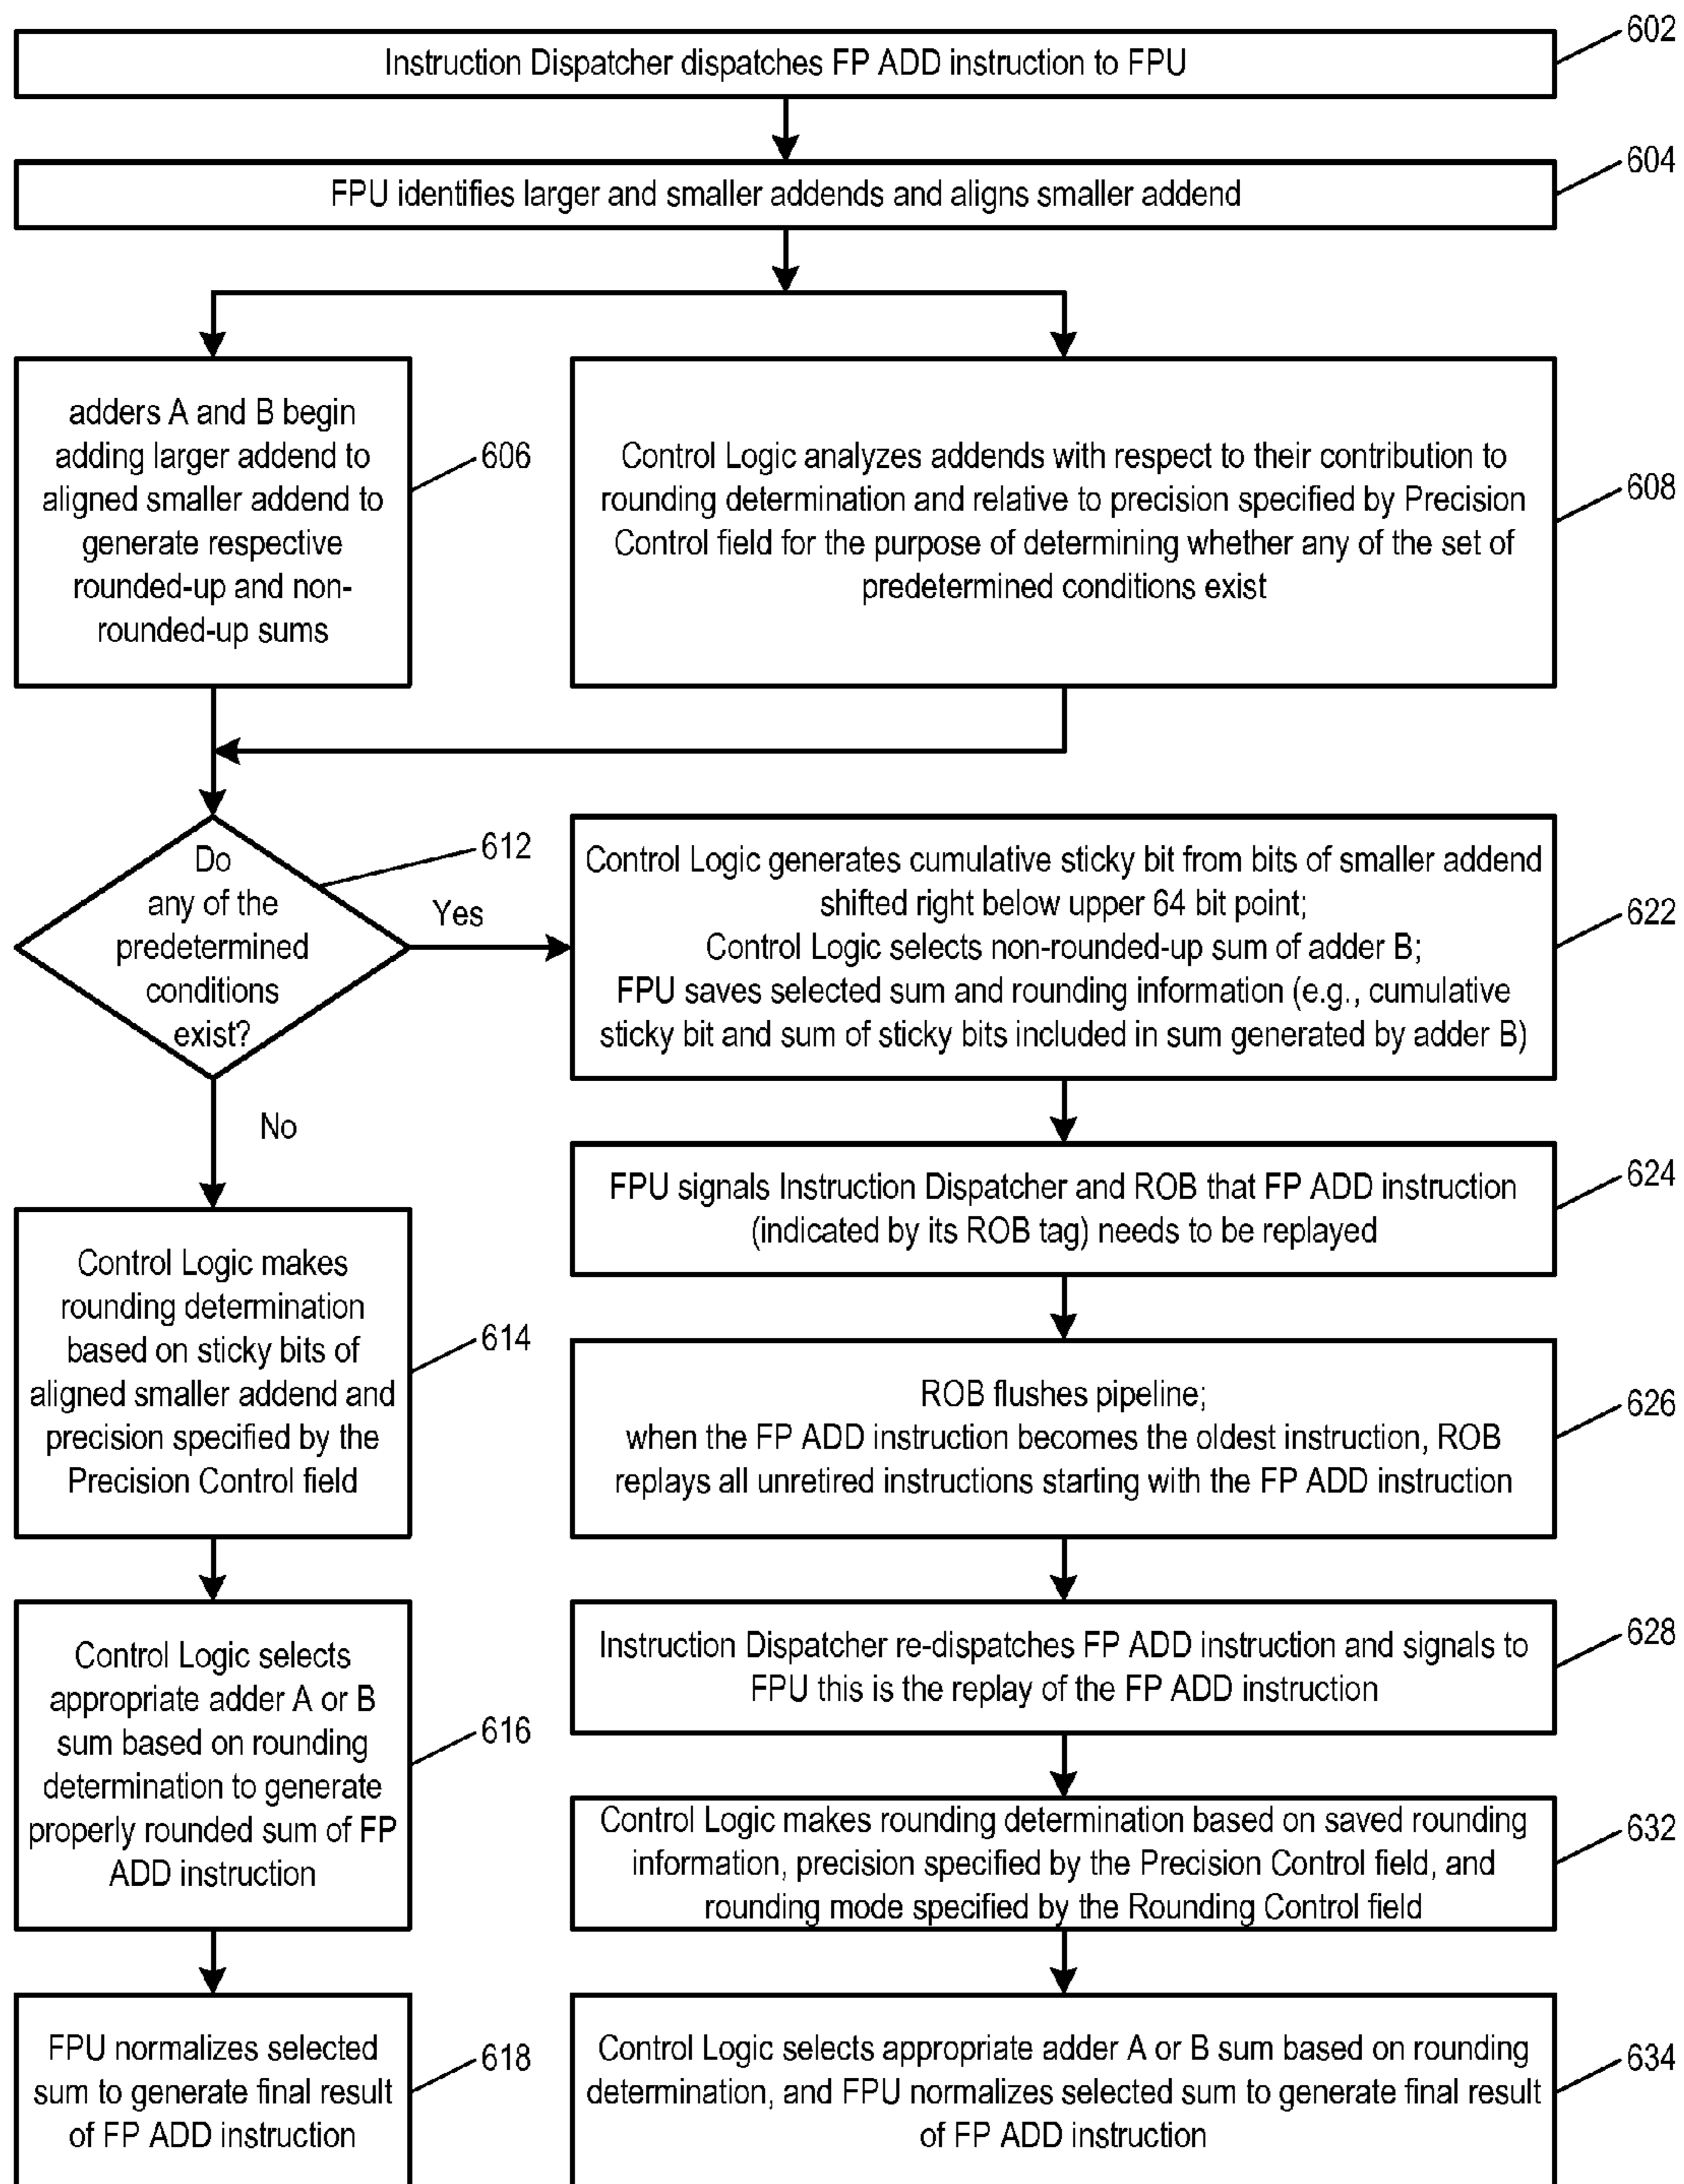 Instruction Dispatcher dispatches FP ADD instruction to FPU
602
FPU identifies larger and smaller addends and aligns smaller addend
604
adders A and B begin
adding larger addend to
aligned smaller addend to
generate respective
rounded-up and non-
rounded-up sums
606
Control Logic analyzes addends with respect to their contribution to
rounding determination and relative to precision specified by Precision
Control field for the purpose of determining whether any of the set of
predetermined conditions exist
608
Do
any of the
predetermined
conditions
exist?
612
Yes
No
Control Logic generates cumulative sticky bit from bits of smaller addend
shifted right below upper 64 bit point;
Control Logic selects non-rounded-up sum of adder B;
FPU saves selected sum and rounding information (e.g., cumulative
sticky bit and sum of sticky bits included in sum generated by adder B)
622
FPU signals Instruction Dispatcher and ROB that FP ADD instruction
(indicated by its ROB tag) needs to be replayed
624
Control Logic makes
rounding determination
based on sticky bits of
aligned smaller addend and
precision specified by the
Precision Control field
614
ROB flushes pipeline;
when the FP ADD instruction becomes the oldest instruction, ROB
replays all unretired instructions starting with the FP ADD instruction
626
Control Logic selects
appropriate adder A or B
sum based on rounding
determination to generate
properly rounded sum of FP
ADD instruction
616
Instruction Dispatcher re-dispatches FP ADD instruction and signals to
FPU this is the replay of the FP ADD instruction
628
Control Logic makes rounding determination based on saved rounding
information, precision specified by the Precision Control field, and
rounding mode specified by the Rounding Control field
632
FPU normalizes selected
sum to generate final result
of FP ADD instruction
618
Control Logic selects appropriate adder A or B sum based on rounding
determination, and FPU normalizes selected sum to generate final result
of FP ADD instruction
634